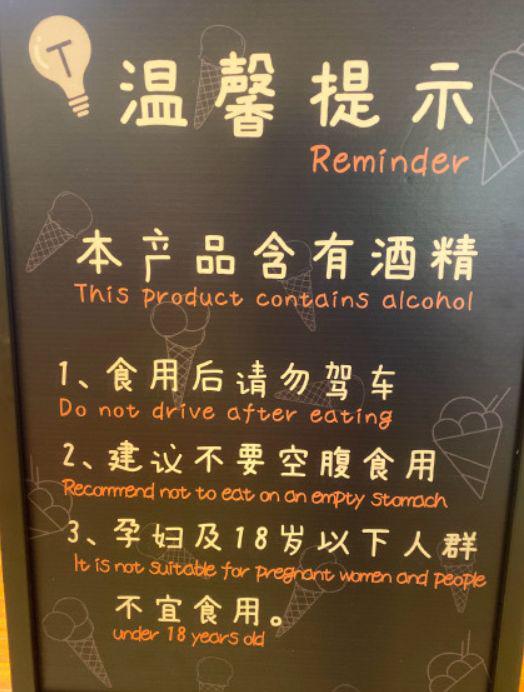 T
温馨提示
Reminder
本产品含有酒精
This product contains alcohol
1、食用后请勿驾车
Do not drive after eating
2、建议不要空腹食用
Recommend not to eat on an empty stomach
3、孕妇及18岁以下人群
It is not suitable for pregnant women and people
不宜食用。
under 18 years old